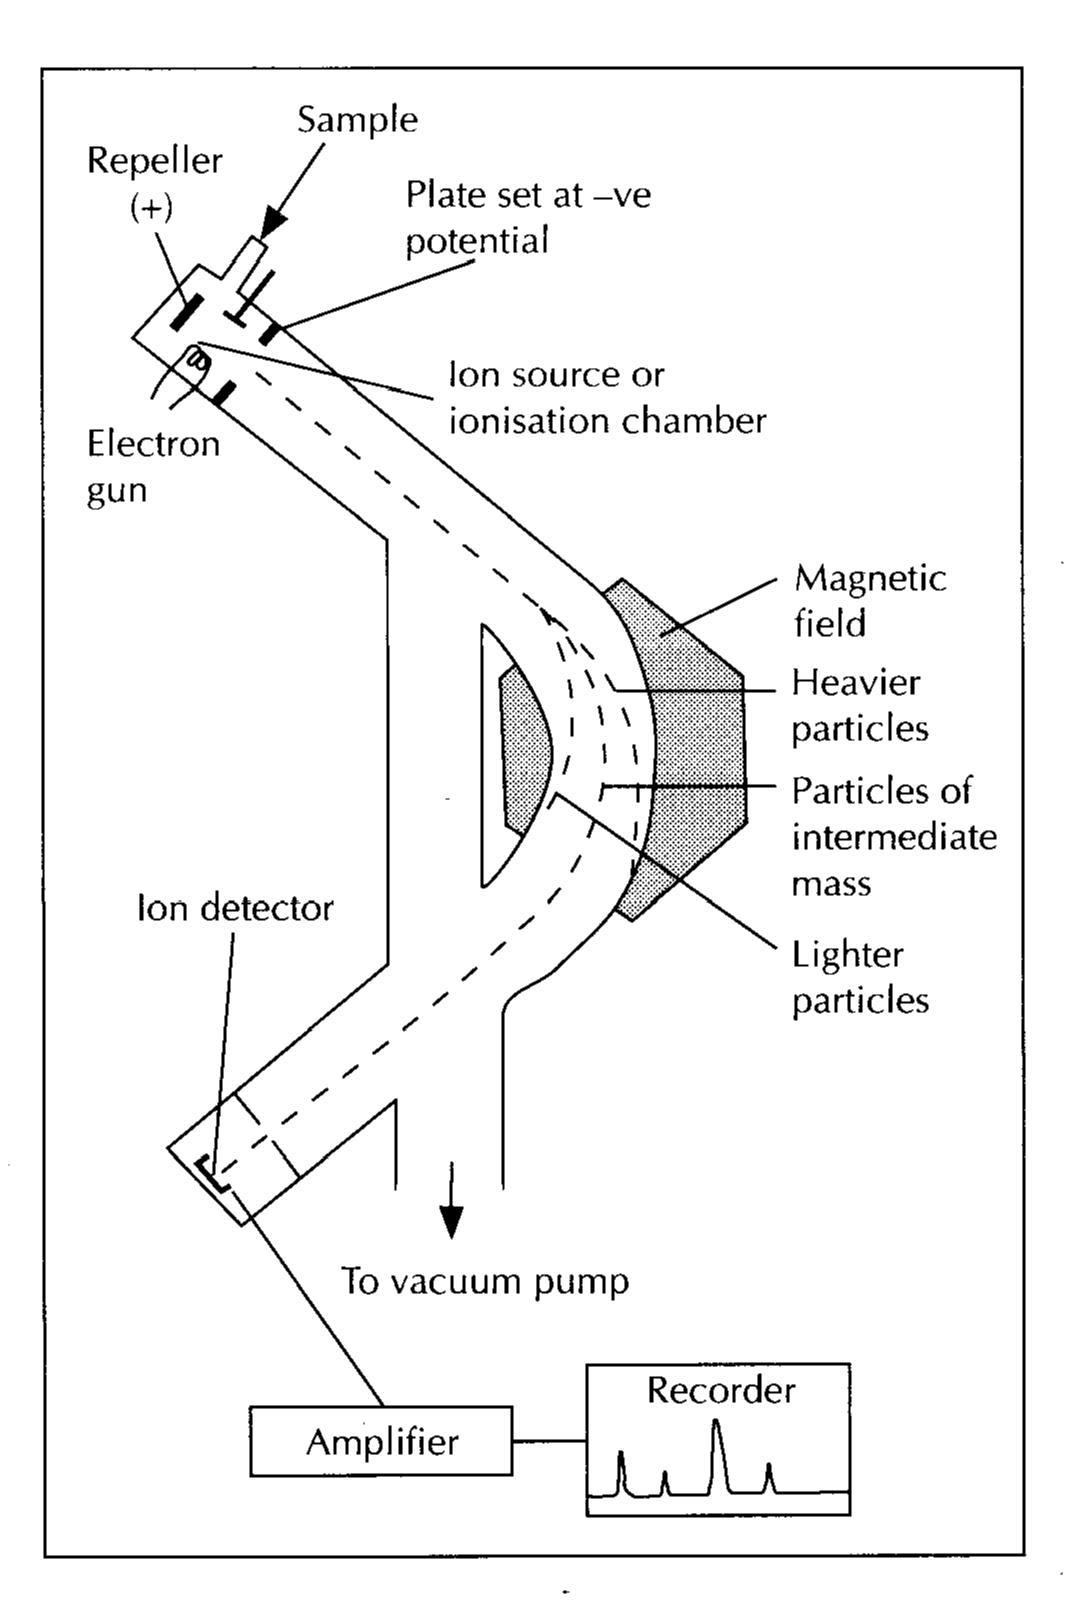 Sample
Repeller
(+)
Plate set at –ve
potential
Ion source or
ionisation chamber
Electron
gun
Magnetic
field
Heavier
particles
Particles of
intermediate
mass
Ion detector
Lighter
particles
To vacuum pump
Recorder
Amplifier